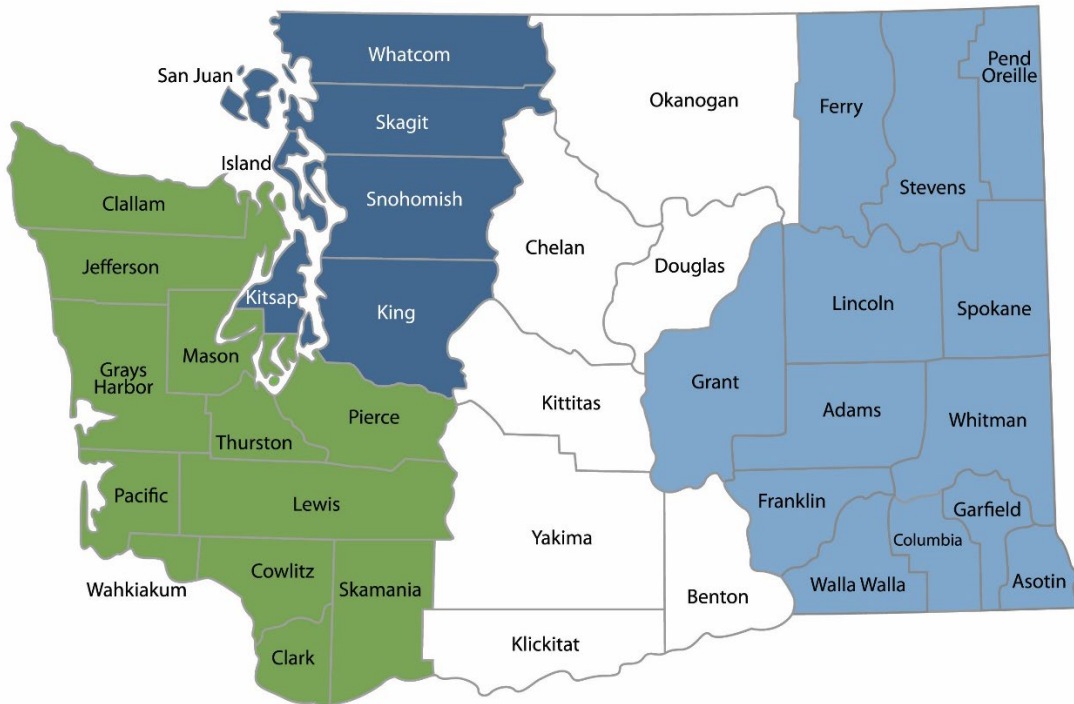 Whatcom
San Juan
Skagit
Island
Snohomish
Clallam
Jefferson
Kitsap
King
Mason
Grays
Harbor
Pierce
Thurston
Pacific
Lewis
Wahkiakum
Cowlitz
Skamania
Clark
Okanogan
Chelan
Douglas
Kittitas
Yakima
Benton
Klickitat
Ferry
Stevens
Pend
Oreille
Lincoln
Spokane
Grant
Adams
Whitman
Franklin
Garfield
Columbia
Walla Walla
Asotin